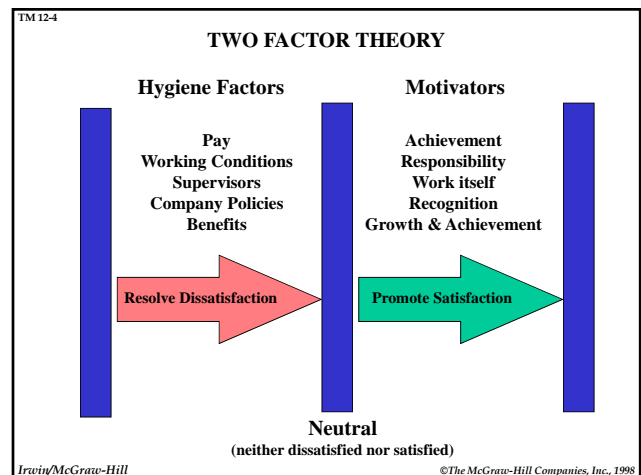 TM 12-4
TWO FACTOR THEORY
Hygiene Factors
Pay
Working Conditions
Supervisors
Company Policies
Benefits
Resolve Dissatisfaction
Motivators
Achievement
Responsibility
Work itself
Recognition
Growth & Achievement
Promote Satisfaction
Neutral
(neither dissatisfied nor satisfied)
Irwin/McGraw-Hill
©The McGraw-Hill Companies, Inc., 1998